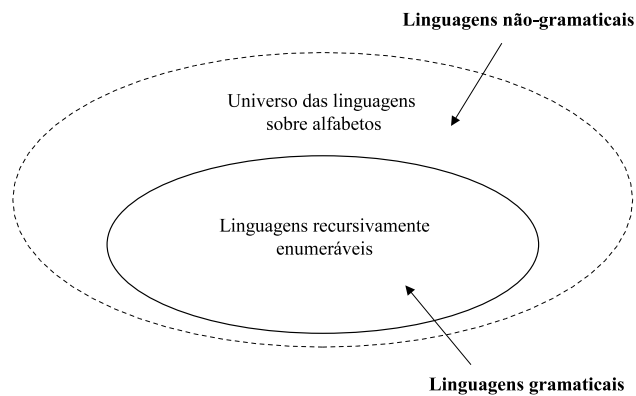 Linguagens não-gramaticais
Universo das linguagens
sobre alfabetos
Linguagens recursivamente
enumeráveis
Linguagens gramaticais